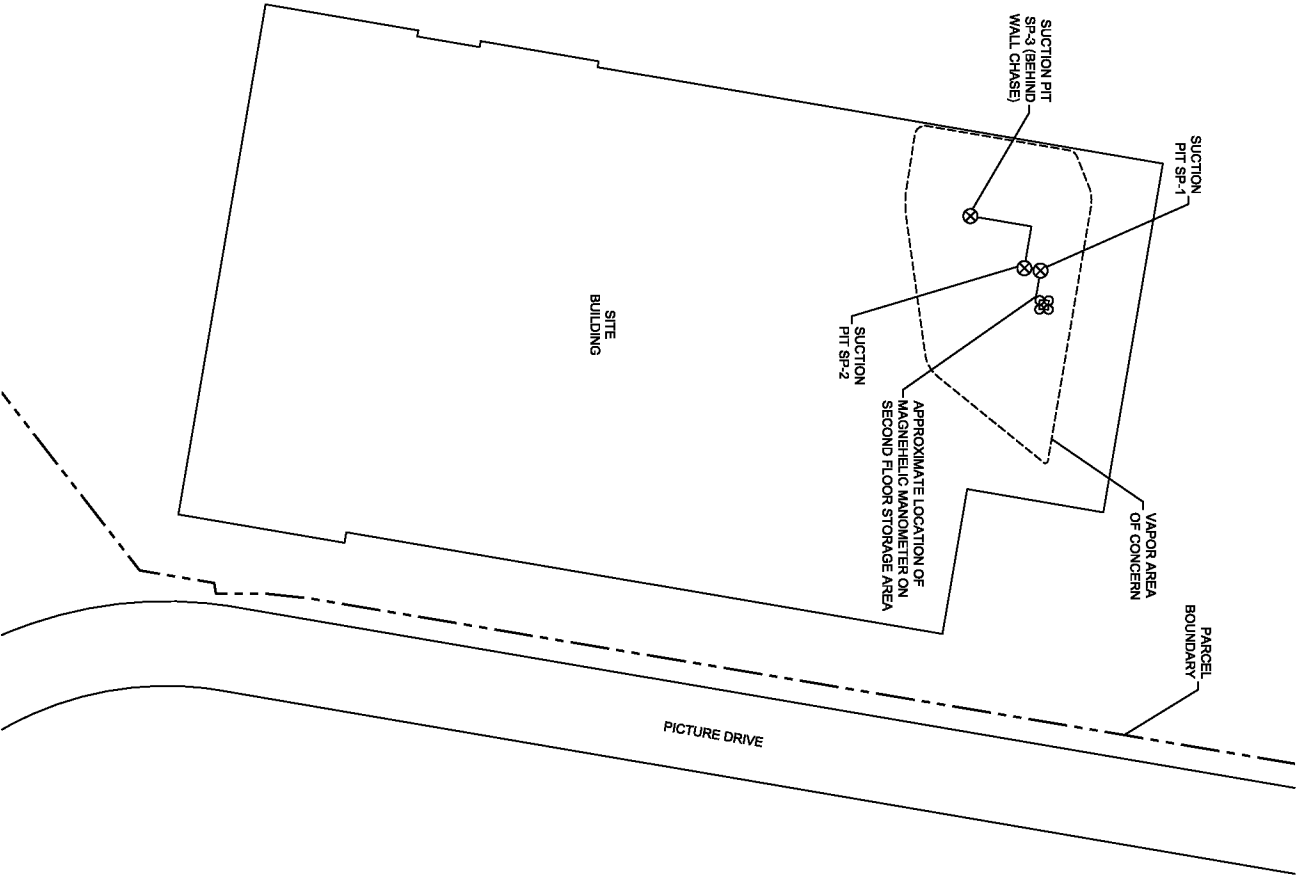 SUCTION PIT
SP-3 (BEHIND
WALL CHASE)
SUCTION
PIT SP-1
SITE
BUILDING
SUCTION
PIT SP-2
APPROXIMATE LOCATION OF
MAGNEHELIC MANOMETER ON
SECOND FLOOR STORAGE AREA
VAPOR AREA
OF CONCERN
PARCEL
BOUNDARY
PICTURE DRIVE